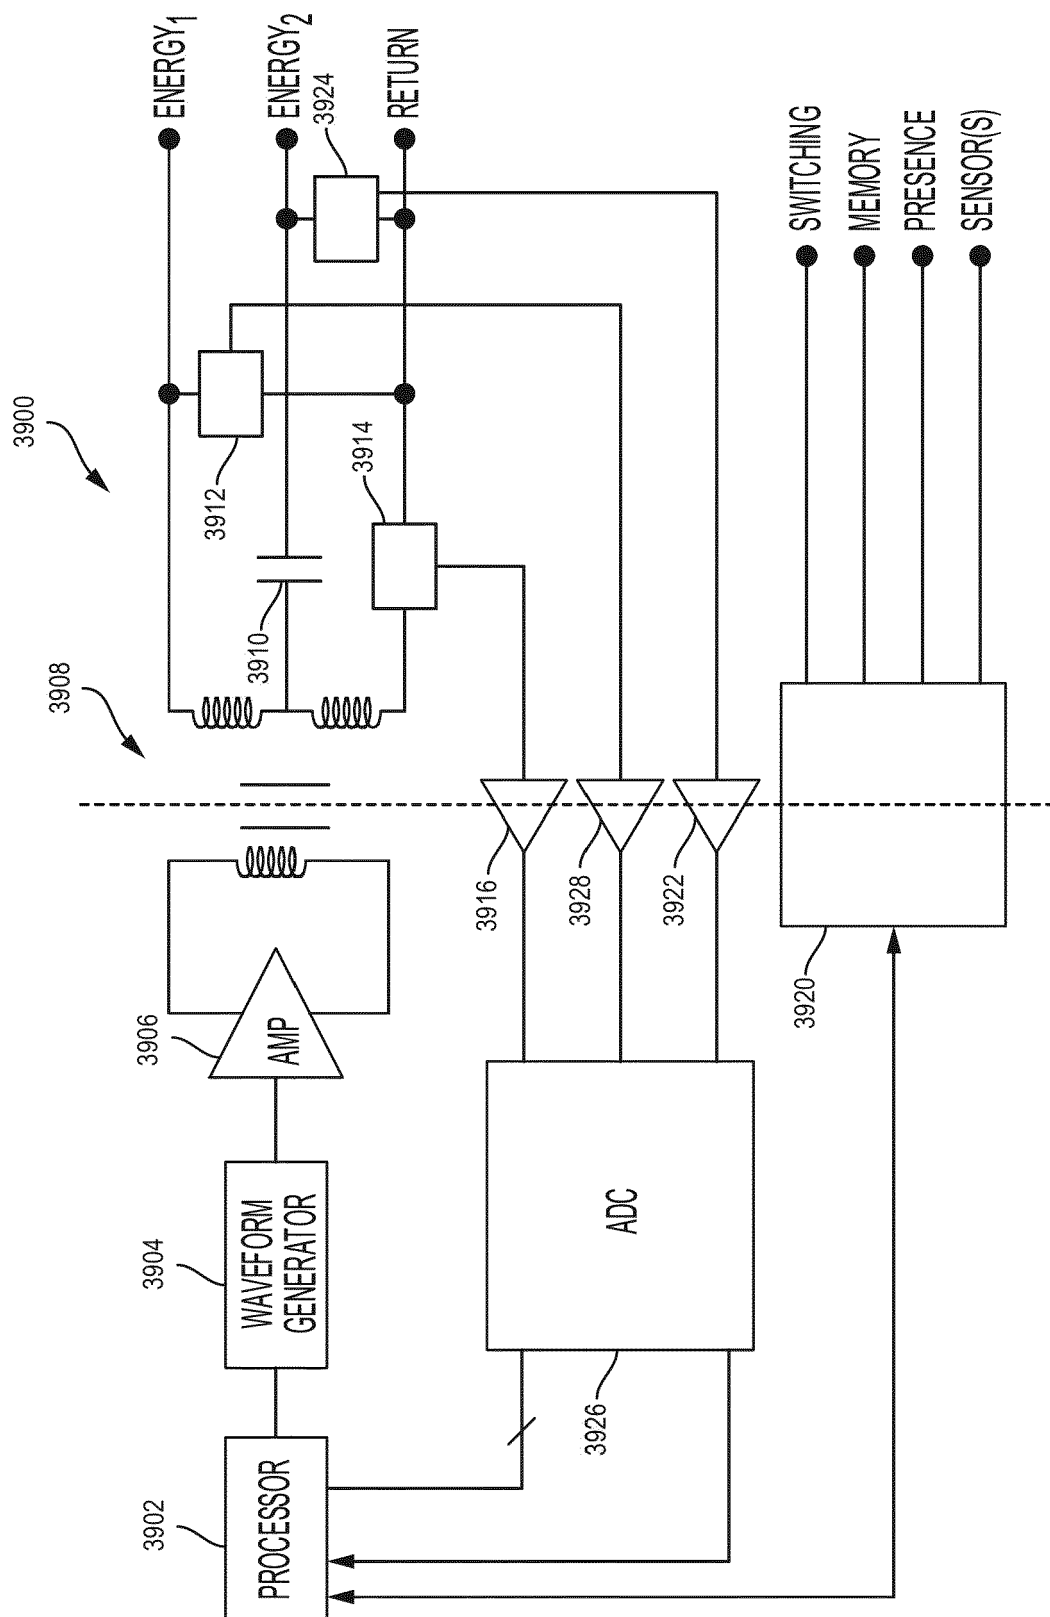 3900
3908
ENERGY1
ENERGY2
RETURN
3924
3912
3914
3910
3902
PROCESSOR
3904
WAVEFORM
GENERATOR
3906
AMP
3916
3928
3922
3926
ADC
3920
SWITCHING
MEMORY
PRESENCE
SENSOR(S)